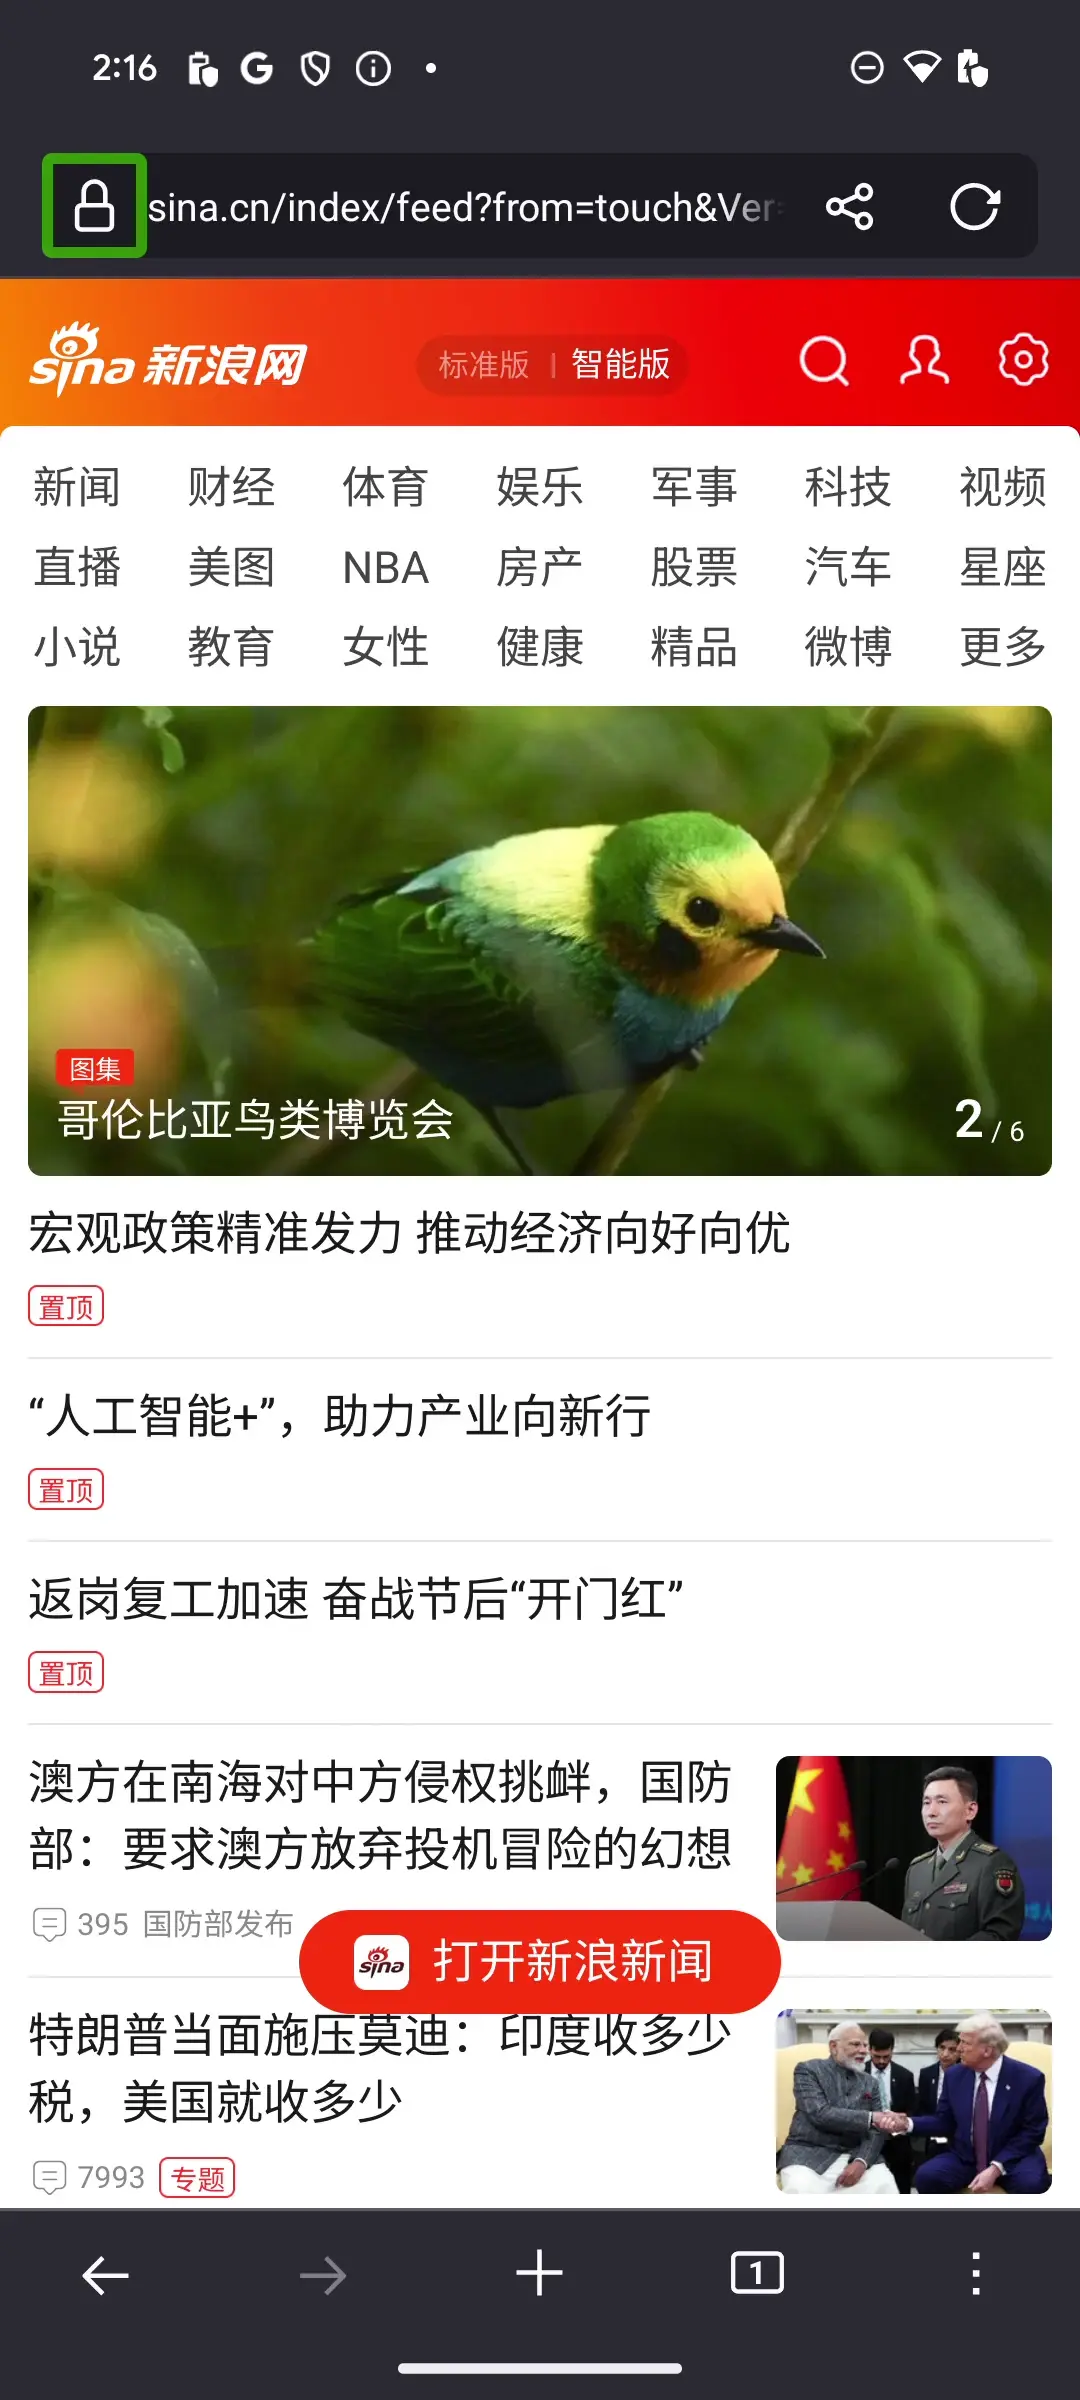 2:16
sina.cn/index/feed?from=touch&Ver=
sina 新浪网
标准版 | 智能版
新闻 财经 体育 娱乐 军事 科技 视频
直播 美图 NBA 房产 股票 汽车 星座
小说 教育 女性 健康 精品 微博 更多
图集
哥伦比亚鸟类博览会
2 / 6
宏观政策精准发力 推动经济向好向优
置顶
“人工智能+”，助力产业向新行
置顶
返岗复工加速 奋战节后“开门红”
置顶
澳方在南海对中方侵权挑衅，国防
部：要求澳方放弃投机冒险的幻想
395 国防部发布
sina 打开新浪新闻
特朗普当面施压莫迪：印度收多少
税，美国就收多少
7993 专题
1